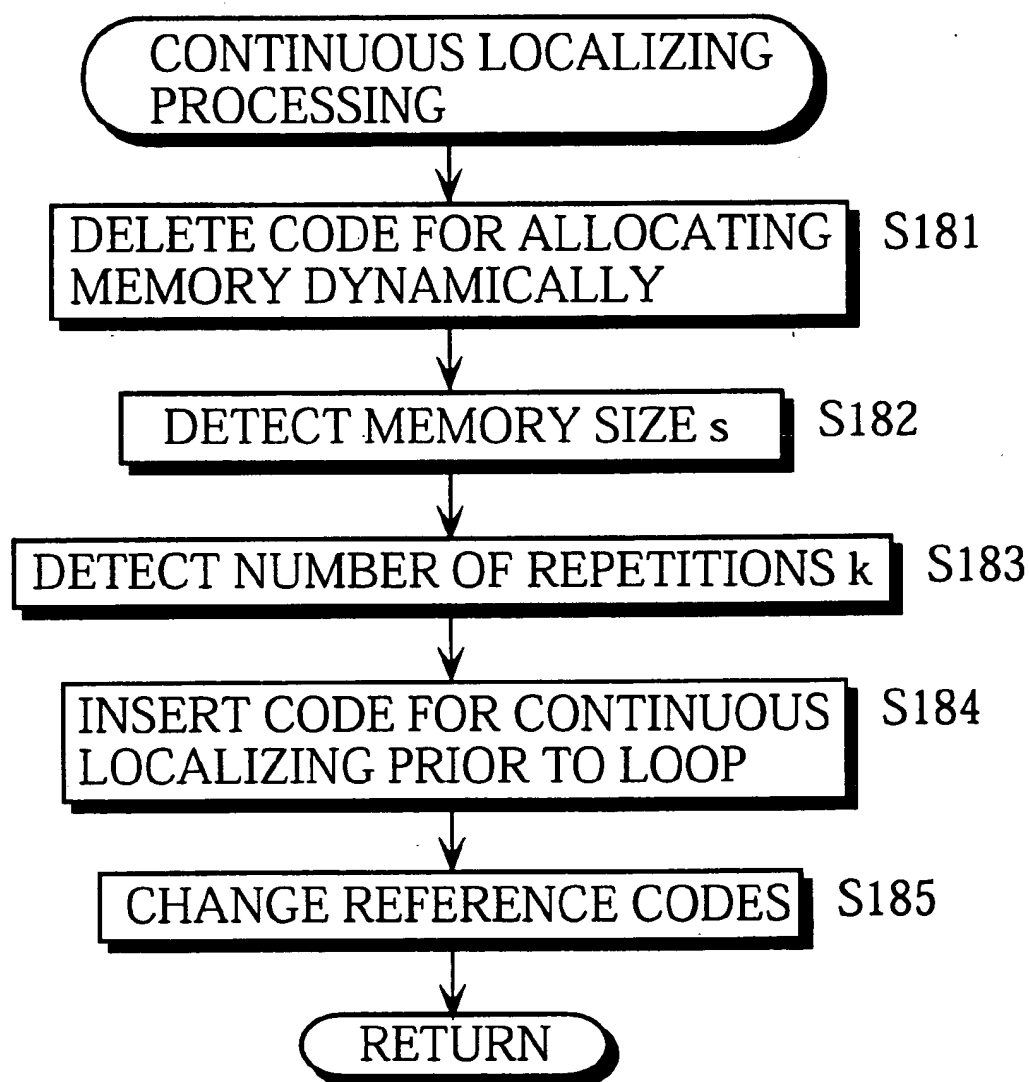 CONTINUOUS LOCALIZING
PROCESSING
DELETE CODE FOR ALLOCATING
MEMORY DYNAMICALLY
S181
DETECT MEMORY SIZE s
S182
DETECT NUMBER OF REPETITIONS k
S183
INSERT CODE FOR CONTINUOUS
LOCALIZING PRIOR TO LOOP
S184
CHANGE REFERENCE CODES
S185
RETURN